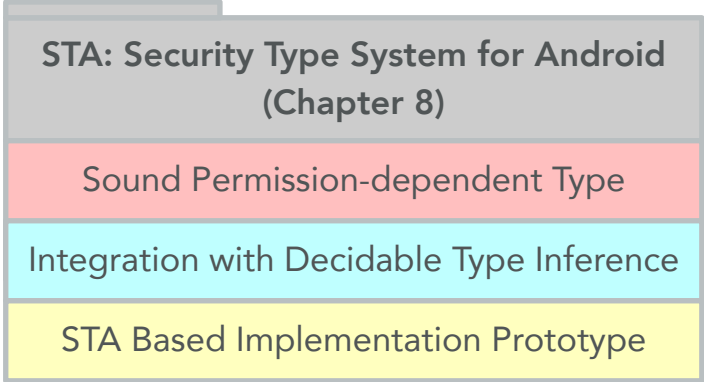 STA: Security Type System for Android
(Chapter 8)
Sound Permission-dependent Type
Integration with Decidable Type Inference
STA Based Implementation Prototype